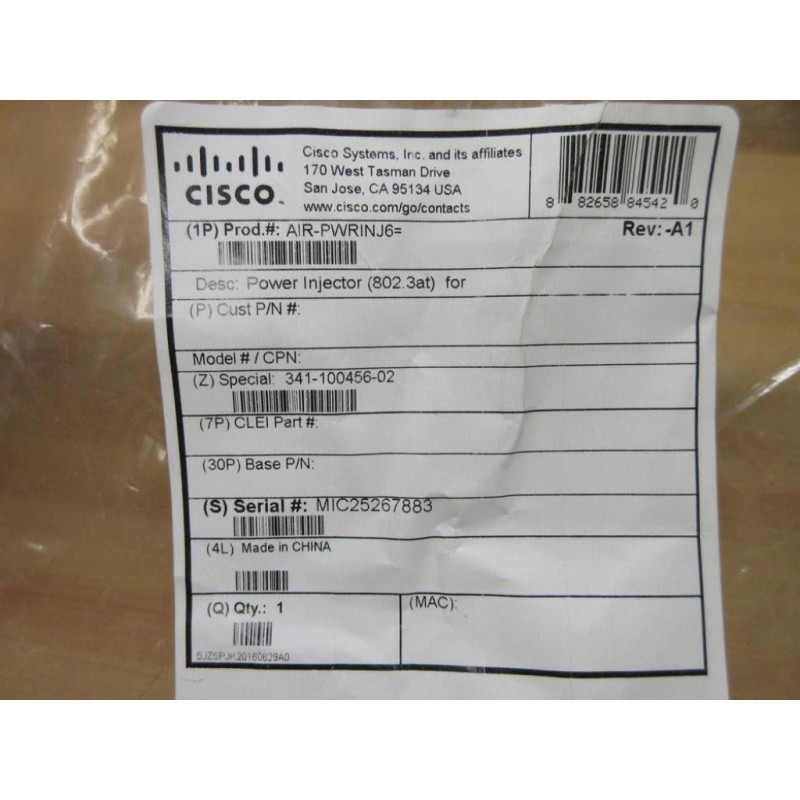 CISCO
Cisco Systems, Inc. and its affiliates
170 West Tasman Drive
San Jose, CA 95134 USA
www.cisco.com/go/contacts
8 82658 84542 0
(1P) Prod.#: AIR-PWRINJ6=
Rev:-A1
Desc: Power Injector (802.3at) for
(P) Cust P/N #:
Model # / CPN:
(Z) Special: 341-100456-02
(7P) CLEI Part #:
(30P) Base P/N:
(S) Serial #: MIC25267883
(4L) Made in CHINA
(Q) Qty.: 1
(MAC):